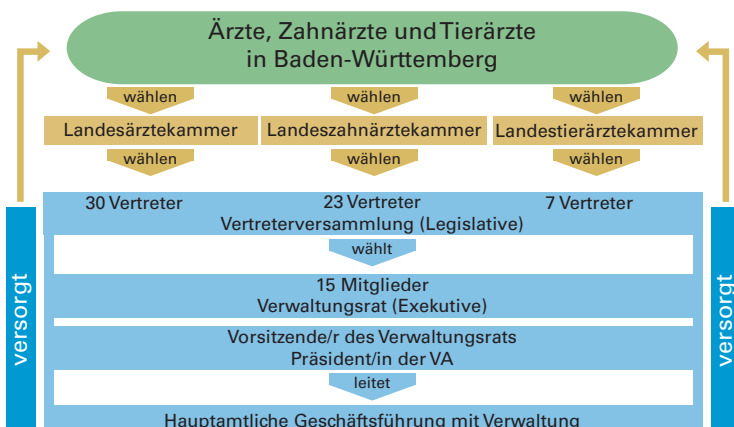 Ärzte, Zahnärzte und Tierärzte
in Baden-Württemberg
wählen
wählen
wählen
Landesärztekammer
Landeszahnärztekammer
Landestierärztekammer
wählen
wählen
wählen
30 Vertreter
23 Vertreter
7 Vertreter
Vertreterversammlung (Legislative)
wählt
15 Mitglieder
Verwaltungsrat (Exekutive)
Vorsitzende/r des Verwaltungsrats
Präsident/in der VA
leitet
Hauptamtliche Geschäftsführung mit Verwaltung
versorgt
versorgt